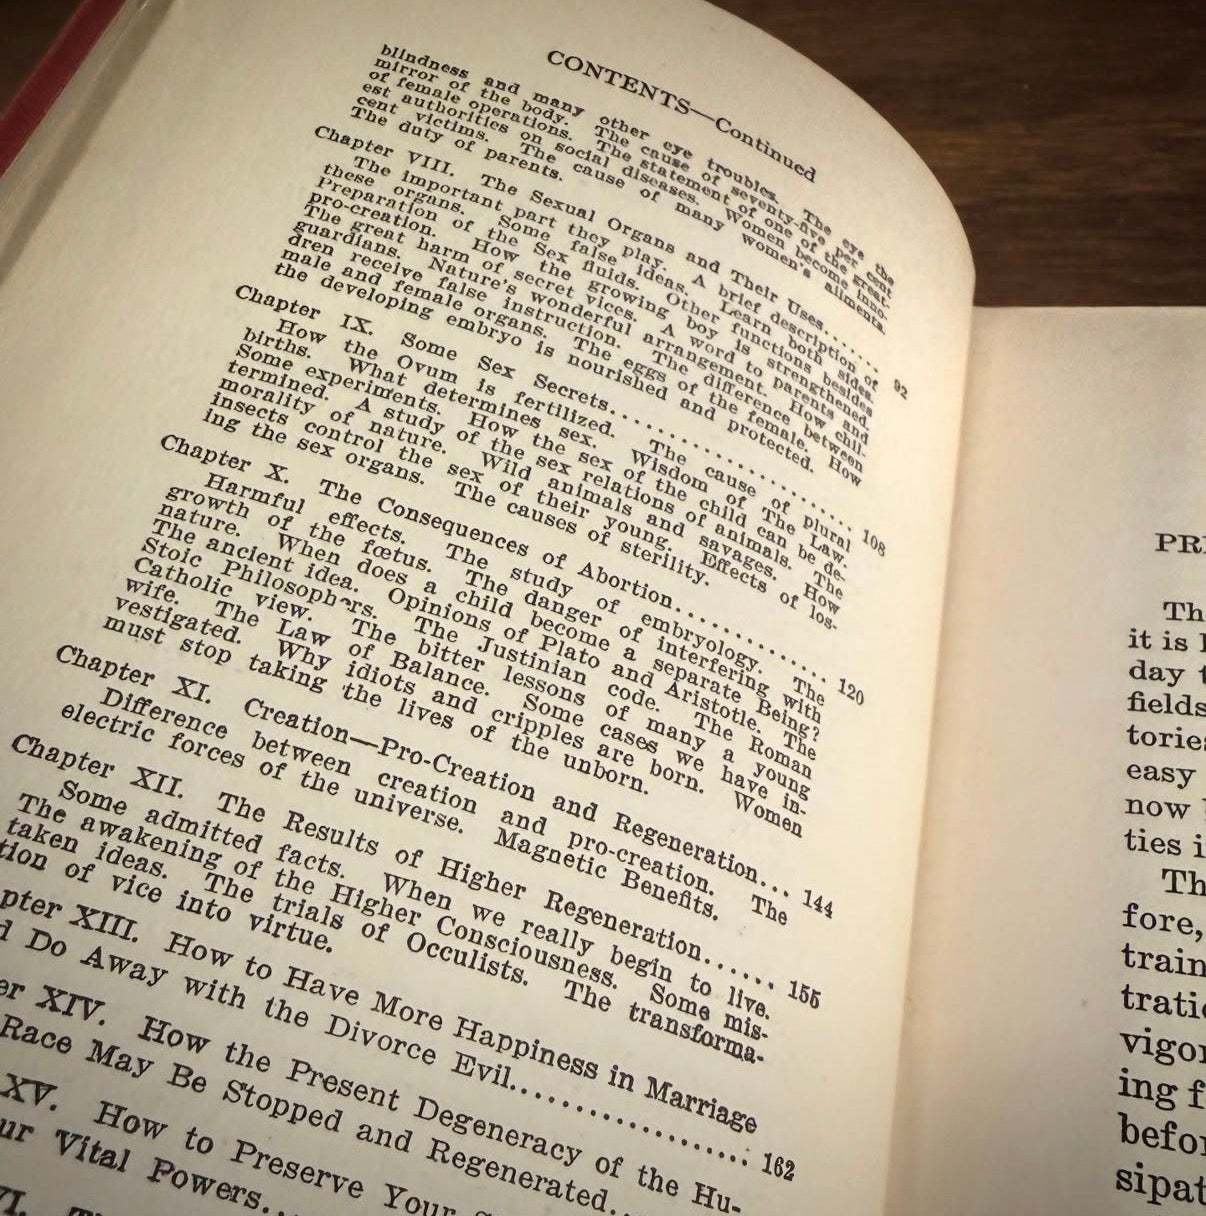 CONTENTS—Continued
blindness and many other eye troubles. The eye the
mirror of the body. The cause of seventy-five per cent
of female operations. The statement of one of the great-
est authorities on social diseases. Women become inno-
cent victims. The cause of many women's ailments.
The duty of parents.
Chapter VIII. The Sexual Organs and Their Uses...... 92
The important part they play. A brief description of
these organs. Some false ideas. Learn both sides.
Preparation of the Sex fluids. Other functions besides
pro-creation. How the growing boy is strengthened.
The great harm of secret vices. A word to parents and
guardians. Nature's wonderful arrangement. How chil-
dren receive false instruction. The difference between
male and female organs. The eggs of the female. How
the developing embryo is nourished and protected.
Chapter IX. Some Sex Secrets.................... 108
How the Ovum is fertilized. The cause of plural
births. What determines sex. Wisdom of The Law.
Some experiments. How the sex of the child can be de-
termined. A study of the sex relations of animals. The
morality of nature. Wild animals and savages. How
insects control the sex of their young. Effects of los-
ing the sex organs. The causes of sterility.
Chapter X. The Consequences of Abortion.............. 120
Harmful effects. The study of embryology. The
growth of the fœtus. The danger of interfering with
nature. When does a child become a separate Being?
The ancient idea. Opinions of Plato and Aristotle. The
Stoic Philosophers. The Justinian code. The Roman
Catholic view. The bitter lessons of many a young
wife. The Law of Balance. Some cases we have in-
vestigated. Why idiots and cripples are born. Women
must stop taking the lives of the unborn.
Chapter XI. Creation—Pro-Creation and Regeneration... 144
Difference between creation and pro-creation. The
electric forces of the universe. Magnetic Benefits.
Chapter XII. The Results of Higher Regeneration...... 155
Some admitted facts. When we really begin to live.
The awakening of the Higher Consciousness. Some mis-
taken ideas. The trials of Occulists. The transforma-
tion of vice into virtue.
pter XIII. How to Have More Happiness in Marriage
d Do Away with the Divorce Evil.................... 162
er XIV. How the Present Degeneracy of the Hu-
Race May Be Stopped and Regenerated..
XV. How to Preserve Your
ur Vital Powers...
VI.
PRE
Th
it is
day
fields
tories
easy
now
ties i
Th
fore,
train
tratio
vigor
ing f
befor
sipat